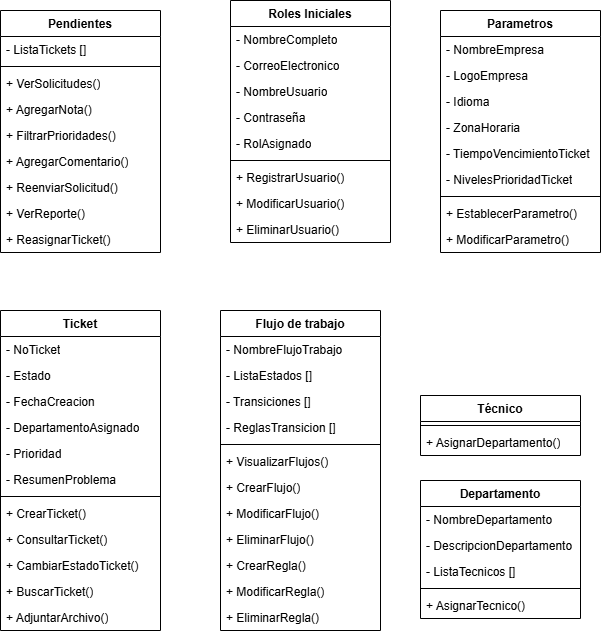 Pendientes
- ListaTickets []
+ VerSolicitudes()
+ AgregarNota()
+ FiltrarPrioridades()
+ AgregarComentario()
+ ReenviarSolicitud()
+ VerReporte()
+ ReasignarTicket()
Roles Iniciales
- NombreCompleto
- CorreoElectronico
- NombreUsuario
- Contraseña
- RolAsignado
+ RegistrarUsuario()
+ ModificarUsuario()
+ EliminarUsuario()
Parametros
- NombreEmpresa
- LogoEmpresa
- Idioma
- ZonaHoraria
- TiempoVencimientoTicket
- NivelesPrioridadTicket
+ EstablecerParametro()
+ ModificarParametro()
Ticket
- NoTicket
- Estado
- FechaCreacion
- DepartamentoAsignado
- Prioridad
- ResumenProblema
+ CrearTicket()
+ ConsultarTicket()
+ CambiarEstadoTicket()
+ BuscarTicket()
+ AdjuntarArchivo()
Flujo de trabajo
- NombreFlujoTrabajo
- ListaEstados []
- Transiciones []
- ReglasTransicion []
+ VisualizarFlujos()
+ CrearFlujo()
+ ModificarFlujo()
+ EliminarFlujo()
+ CrearRegla()
+ ModificarRegla()
+ EliminarRegla()
Técnico
+ AsignarDepartamento()
Departamento
- NombreDepartamento
- DescripcionDepartamento
- ListaTecnicos []
+ AsignarTecnico()